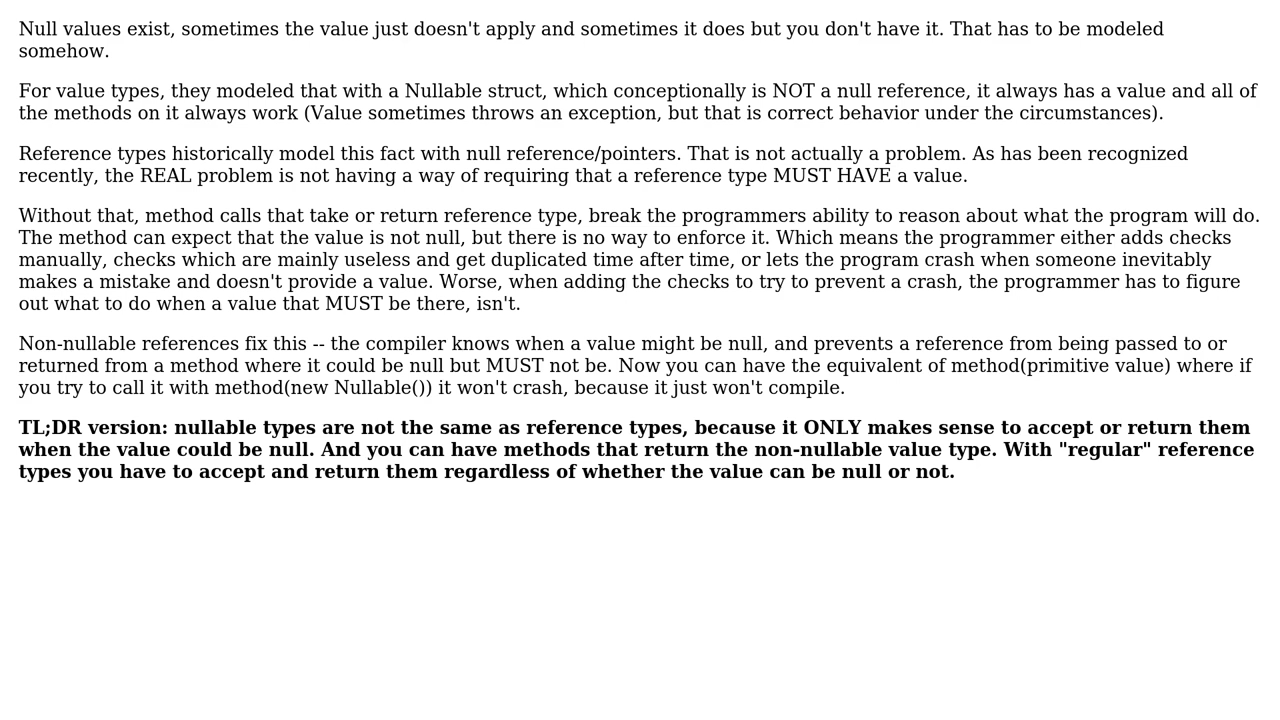 Null values exist, sometimes the value just doesn't apply and sometimes it does but you don't have it. That has to be modeled
somehow.
For value types, they modeled that with a Nullable struct, which conceptionally is NOT a null reference, it always has a value and all of
the methods on it always work (Value sometimes throws an exception, but that is correct behavior under the circumstances).
Reference types historically model this fact with null reference/pointers. That is not actually a problem. As has been recognized
recently, the REAL problem is not having a way of requiring that a reference type MUST HAVE a value.
Without that, method calls that take or return reference type, break the programmers ability to reason about what the program will do.
The method can expect that the value is not null, but there is no way to enforce it. Which means the programmer either adds checks
manually, checks which are mainly useless and get duplicated time after time, or lets the program crash when someone inevitably
makes a mistake and doesn't provide a value. Worse, when adding the checks to try to prevent a crash, the programmer has to figure
out what to do when a value that MUST be there, isn't.
Non-nullable references fix this -- the compiler knows when a value might be null, and prevents a reference from being passed to or
returned from a method where it could be null but MUST not be. Now you can have the equivalent of method(primitive value) where if
you try to call it with method(new Nullable()) it won't crash, because it just won't compile.
TL;DR version: nullable types are not the same as reference types, because it ONLY makes sense to accept or return them
when the value could be null. And you can have methods that return the non-nullable value type. With "regular" reference
types you have to accept and return them regardless of whether the value can be null or not.